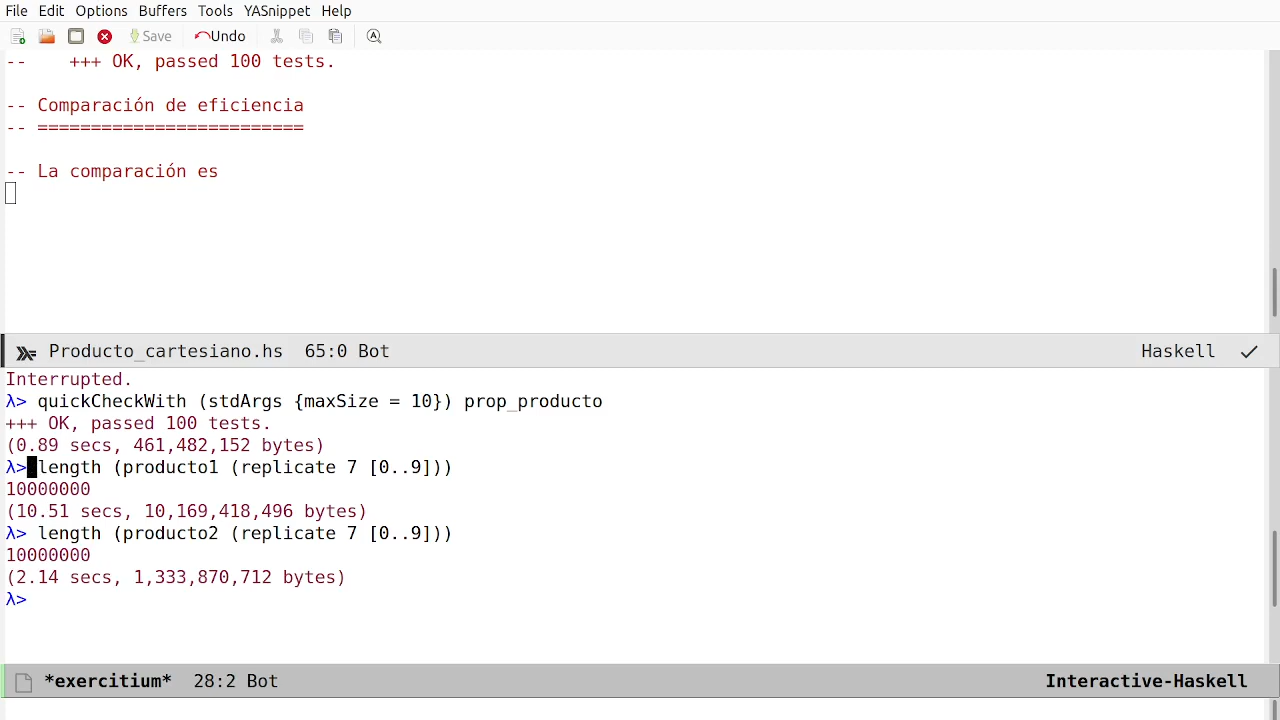 File Edit Options Buffers Tools YASnippet Help
Save Undo
--    +++ OK, passed 100 tests.
-- Comparación de eficiencia
-- =========================
-- La comparación es
Producto_cartesiano.hs 65:0 Bot Haskell
Interrupted.
λ> quickCheckWith (stdArgs {maxSize = 10}) prop_producto
+++ OK, passed 100 tests.
(0.89 secs, 461,482,152 bytes)
λ> length (producto1 (replicate 7 [0..9]))
10000000
(10.51 secs, 10,169,418,496 bytes)
λ> length (producto2 (replicate 7 [0..9]))
10000000
(2.14 secs, 1,333,870,712 bytes)
λ>
*exercitium* 28:2 Bot Interactive-Haskell